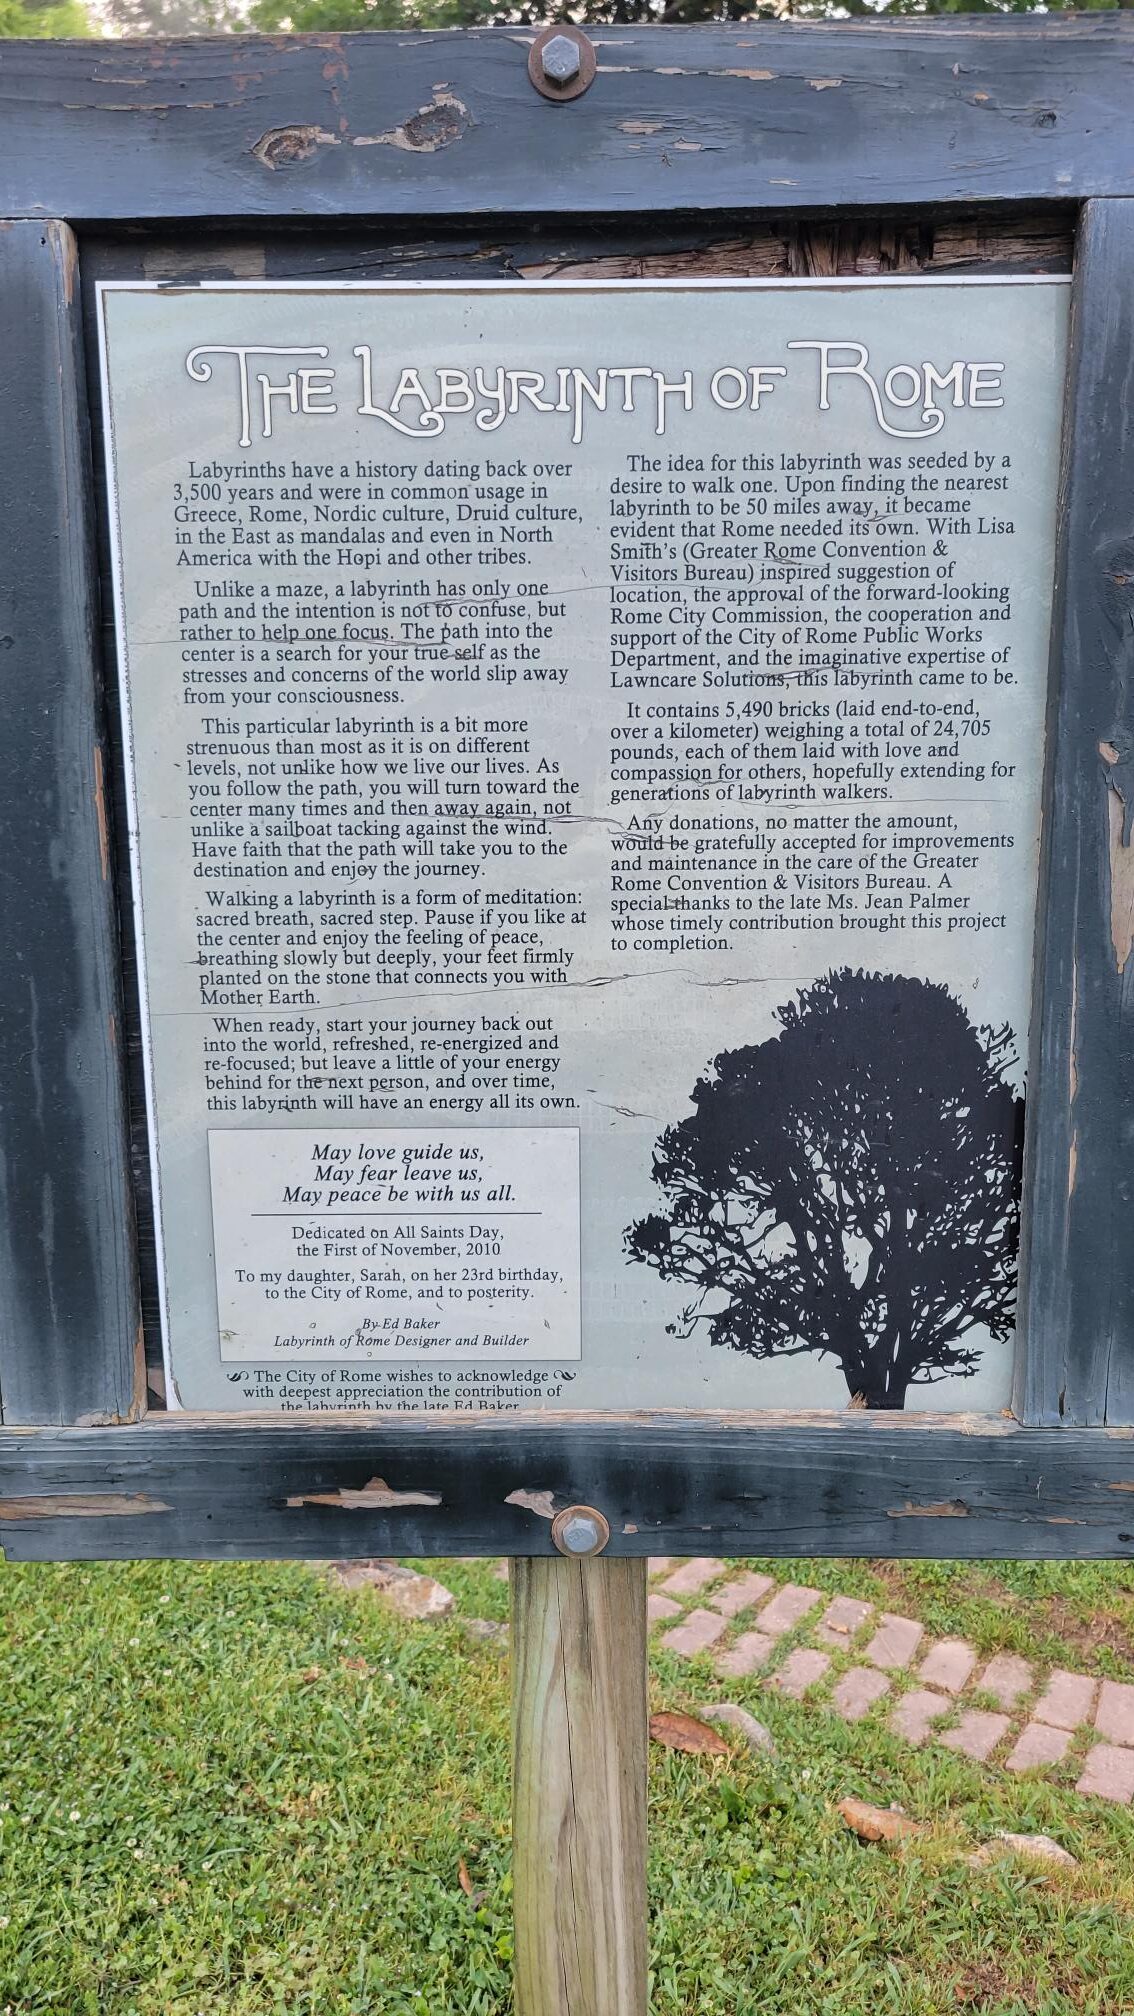 THE LABYRINTH OF ROME
Labyrinths have a history dating back over
3,500 years and were in common usage in
Greece, Rome, Nordic culture, Druid culture,
in the East as mandalas and even in North
America with the Hopi and other tribes.
Unlike a maze, a labyrinth has only one
path and the intention is not to confuse, but
rather to help one focus. The path into the
center is a search for your true self as the
stresses and concerns of the world slip away
from your consciousness.
This particular labyrinth is a bit more
strenuous than most as it is on different
levels, not unlike how we live our lives. As
you follow the path, you will turn toward the
center many times and then away again, not
unlike a sailboat tacking against the wind.
Have faith that the path will take you to the
destination and enjoy the journey.
Walking a labyrinth is a form of meditation:
sacred breath, sacred step. Pause if you like at
the center and enjoy the feeling of peace,
breathing slowly but deeply, your feet firmly
planted on the stone that connects you with
Mother Earth.
When ready, start your journey back out
into the world, refreshed, re-energized and
re-focused; but leave a little of your energy
behind for the next person, and over time,
this labyrinth will have an energy all its own.
May love guide us,
May fear leave us,
May peace be with us all.
Dedicated on All Saints Day,
the First of November, 2010
To my daughter, Sarah, on her 23rd birthday,
to the City of Rome, and to posterity.
By Ed Baker
Labyrinth of Rome Designer and Builder
The City of Rome wishes to acknowledge
with deepest appreciation the contribution of
the labyrinth by the late Ed Baker
The idea for this labyrinth was seeded by a
desire to walk one. Upon finding the nearest
labyrinth to be 50 miles away, it became
evident that Rome needed its own. With Lisa
Smith's (Greater Rome Convention &
Visitors Bureau) inspired suggestion of
location, the approval of the forward-looking
Rome City Commission, the cooperation and
support of the City of Rome Public Works
Department, and the imaginative expertise of
Lawncare Solutions, this labyrinth came to be.
It contains 5,490 bricks (laid end-to-end,
over a kilometer) weighing a total of 24,705
pounds, each of them laid with love and
compassion for others, hopefully extending for
generations of labyrinth walkers.
Any donations, no matter the amount,
would be gratefully accepted for improvements
and maintenance in the care of the Greater
Rome Convention & Visitors Bureau. A
special thanks to the late Ms. Jean Palmer
whose timely contribution brought this project
to completion.